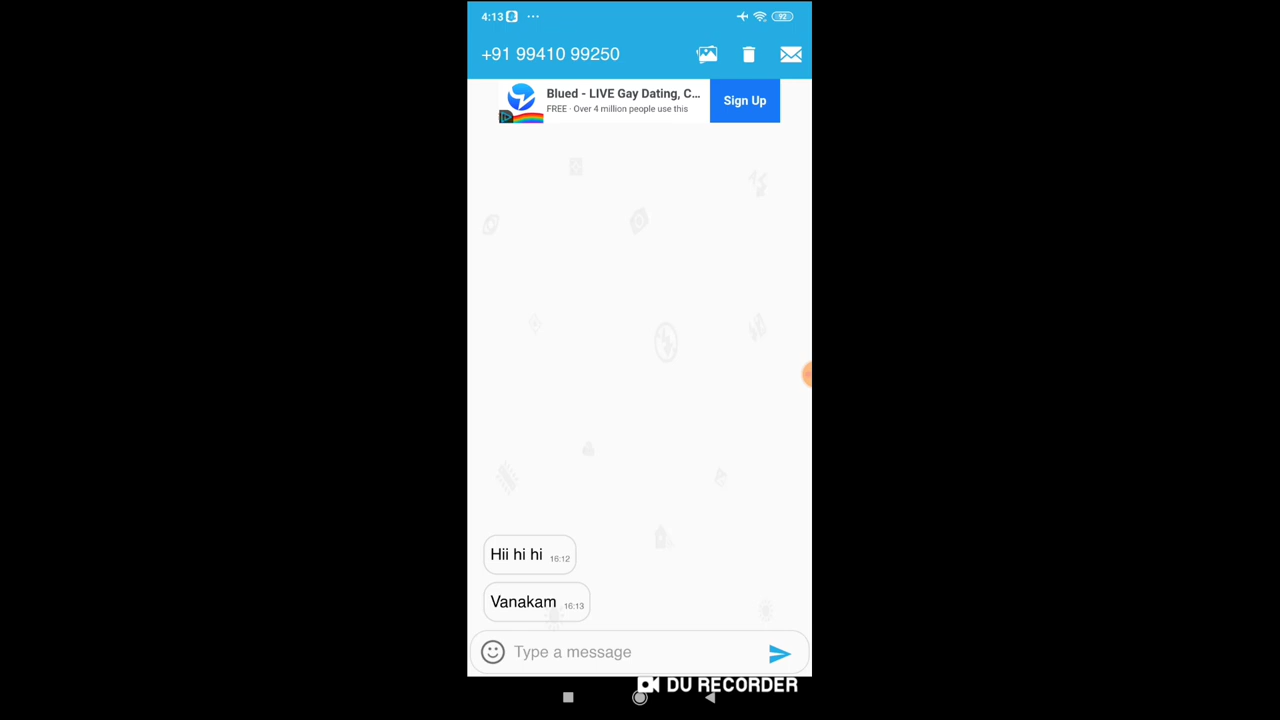 4:13 ...
92
+91 99410 99250
Blued - LIVE Gay Dating, C...
FREE · Over 4 million people use this
Sign Up
Hii hi hi 16:12
Vanakam 16:13
Type a message
DU RECORDER